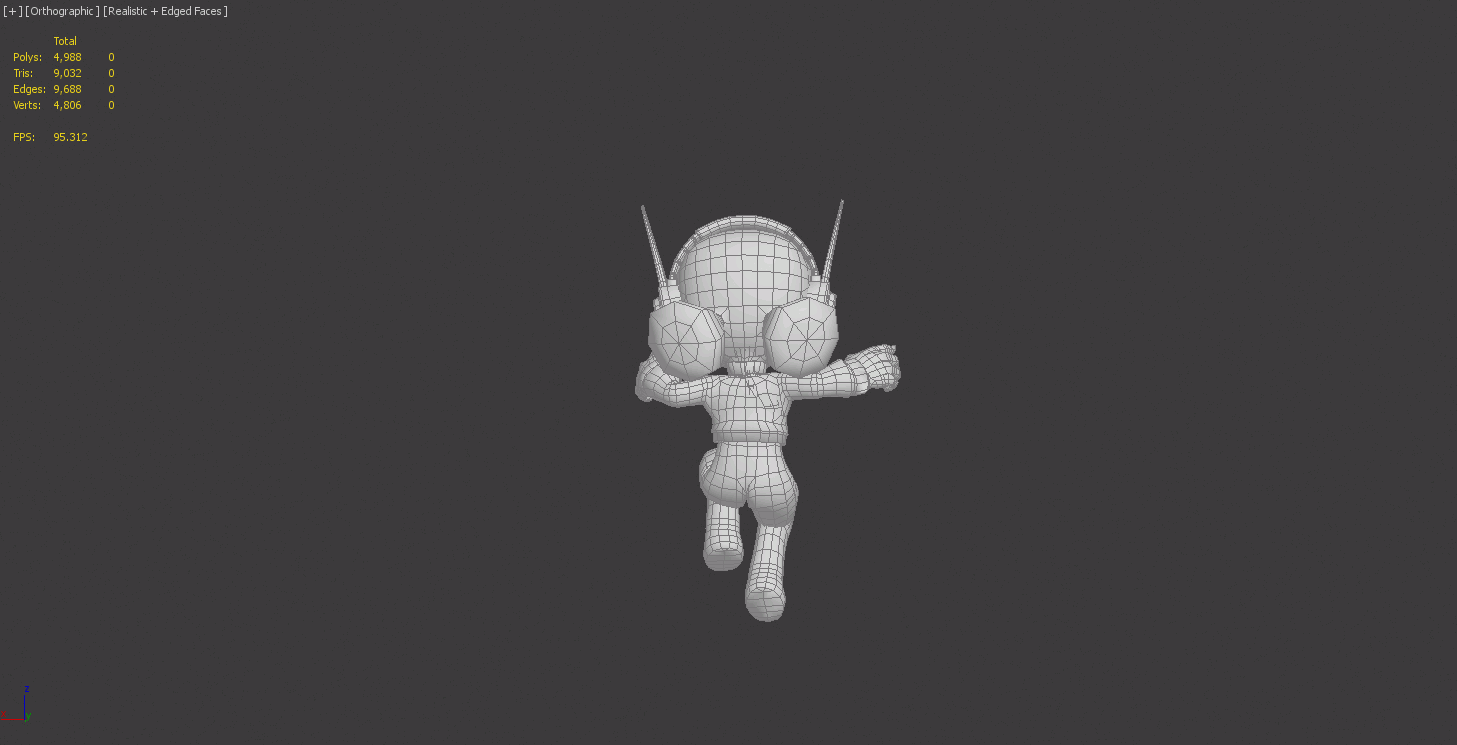 [+] [Orthographic] [Realistic + Edged Faces]
Total
Polys: 4,988 0
Tris: 9,032 0
Edges: 9,688 0
Verts: 4,806 0
FPS: 95.312
z
x y